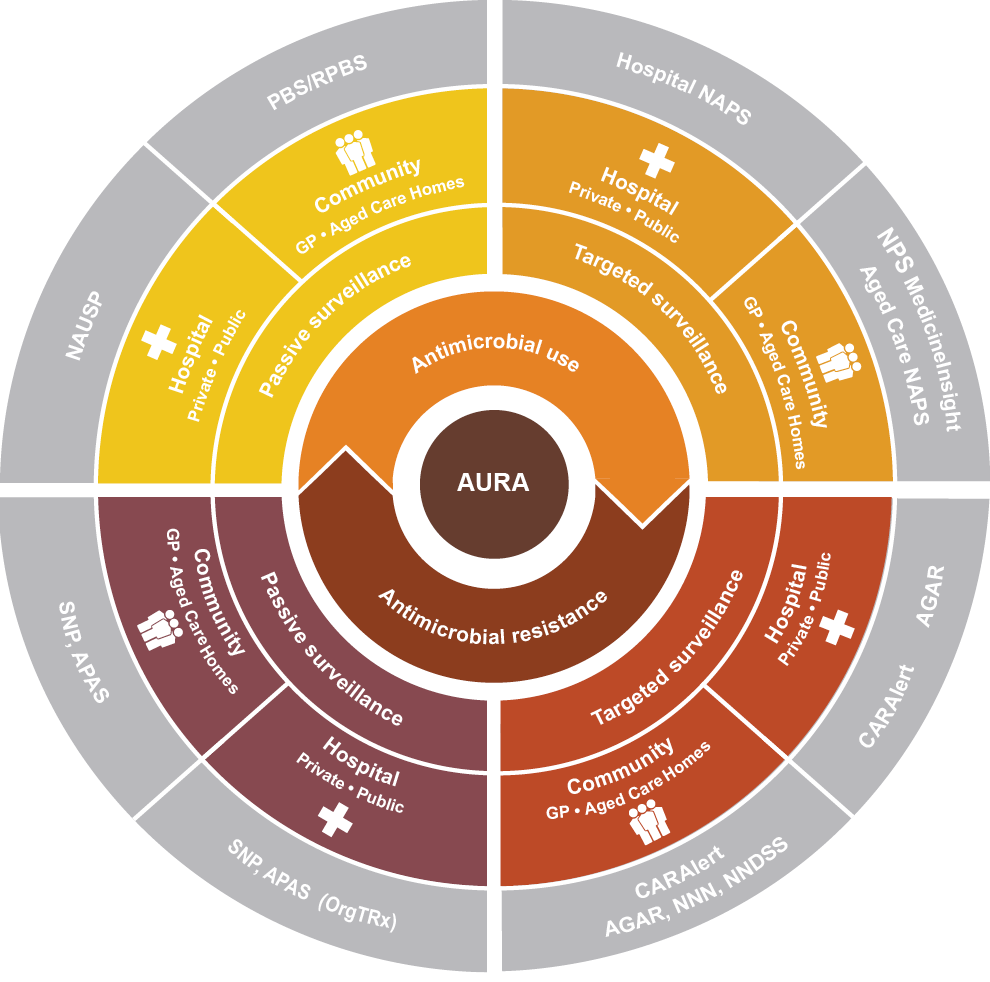 PBS/RPBS
Hospital NAPS
Community
GP • Aged Care Homes
Hospital
Private • Public
NAUSP
Hospital
Private • Public
Passive surveillance
Targeted surveillance
Community
GP • Aged Care Homes
NPS MedicineInsight
Aged Care NAPS
Antimicrobial use
AURA
Antimicrobial resistance
SNP, APAS
Community
GP • Aged Care Homes
Passive surveillance
Targeted surveillance
Hospital
Private • Public
AGAR
CARAlert
Hospital
Private • Public
Community
GP • Aged Care Homes
SNP, APAS (OrgTRx)
CARAlert
AGAR, NNN, NNDSS